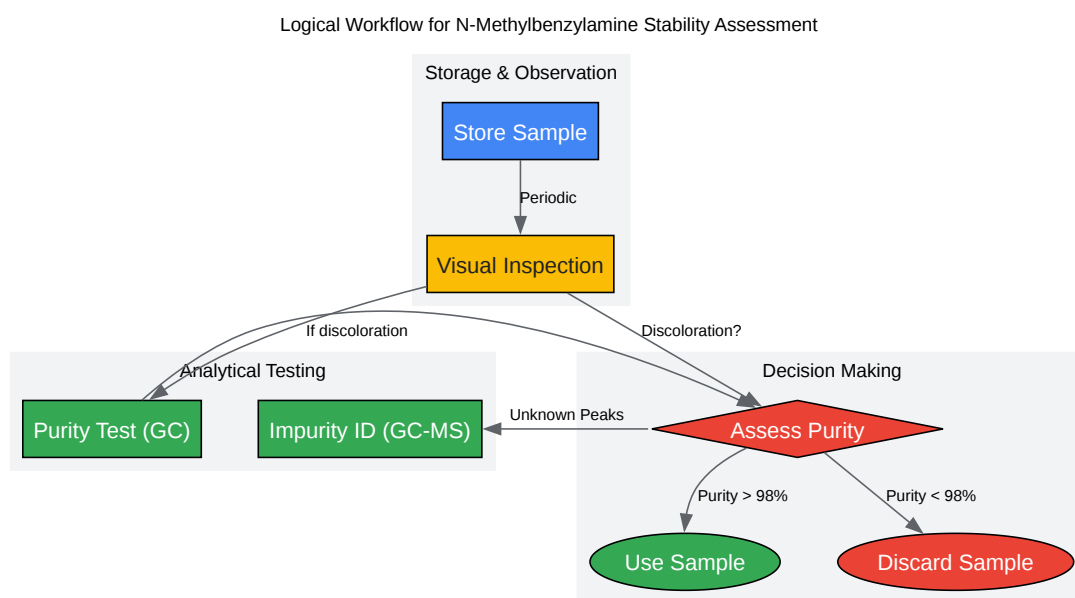 Logical Workflow for N-Methylbenzylamine Stability Assessment
Storage & Observation
Store Sample
Periodic
Visual Inspection
If discoloration
Discoloration?
Analytical Testing
Decision Making
Purity Test (GC)
Impurity ID (GC-MS)
Unknown Peaks
Assess Purity
Purity > 98%
Purity < 98%
Use Sample
Discard Sample